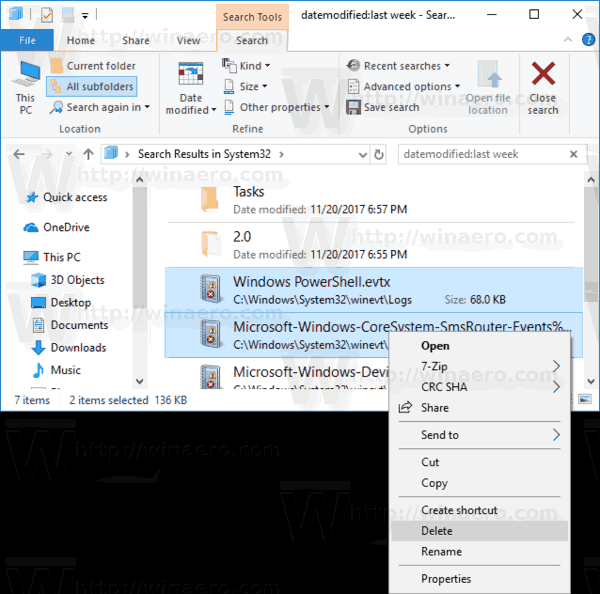 Search Tools
datemodified:last week - Sear...
File
Home
Share
View
Search
This PC
Current folder
All subfolders
Search again in
Location
Date modified
Kind
Size
Other properties
Refine
Recent searches
Advanced options
Save search
Open file location
Options
Close search
Search Results in System32
datemodified:last week
Quick access
OneDrive
This PC
3D Objects
Desktop
Documents
Downloads
Music
Tasks
Date modified: 11/20/2017 6:57 PM
2.0
Date modified: 11/20/2017 6:55 PM
Windows PowerShell.evtx
C:\Windows\System32\winevt\Logs
Size: 68.0 KB
Microsoft-Windows-CoreSystem-SmsRouter-Events%...
C:\Windows\System32\winevt\
Microsoft-Windows-Devi
7 items
2 items selected 136 KB
Open
7-Zip
CRC SHA
Share
Send to
Cut
Copy
Create shortcut
Delete
Rename
Properties
W http://winaero.com